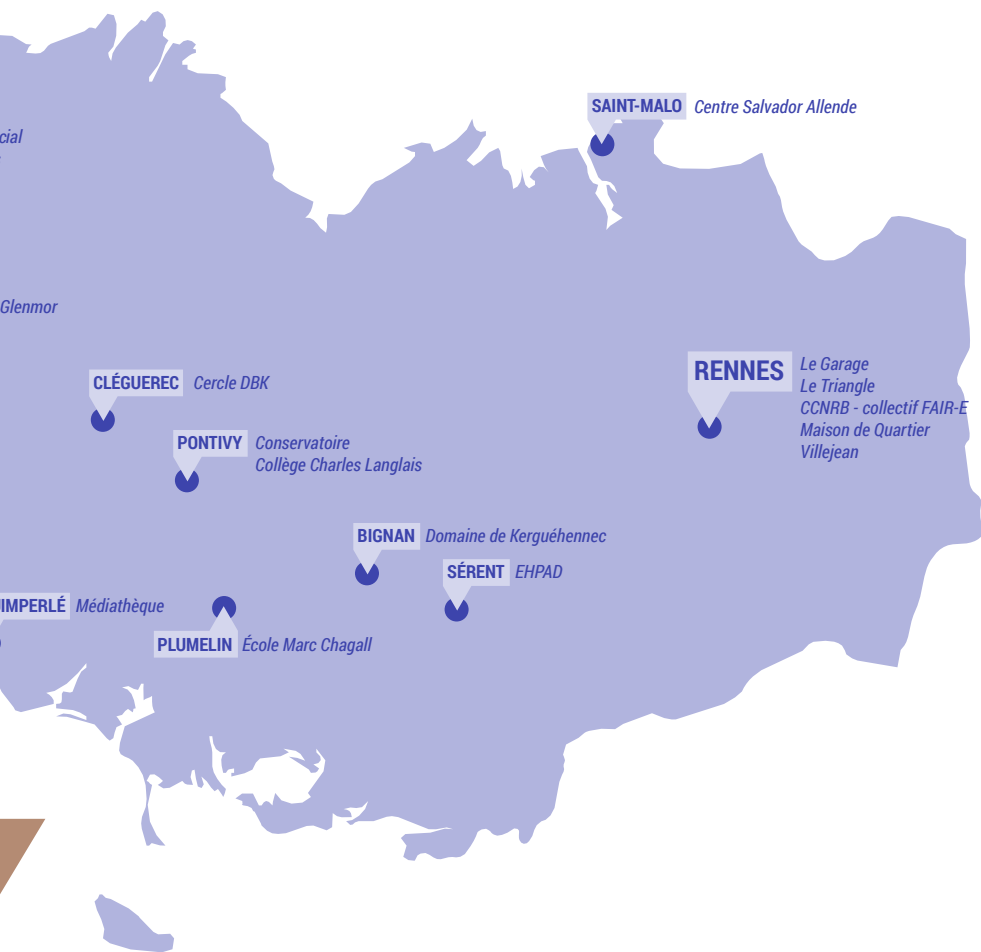 SAINT-MALO Centre Salvador Allende
cial
Glenmor
RENNES
Le Garage
Le Triangle
CCNRB - collectif FAIR-E
Maison de Quartier
Villejean
CLÉGUEREC Cercle DBK
PONTIVY Conservatoire
Collège Charles Langlais
BIGNAN Domaine de Kerguéhennec
SÉRENT EHPAD
IMPERLÉ Médiathèque
PLUMELIN École Marc Chagall